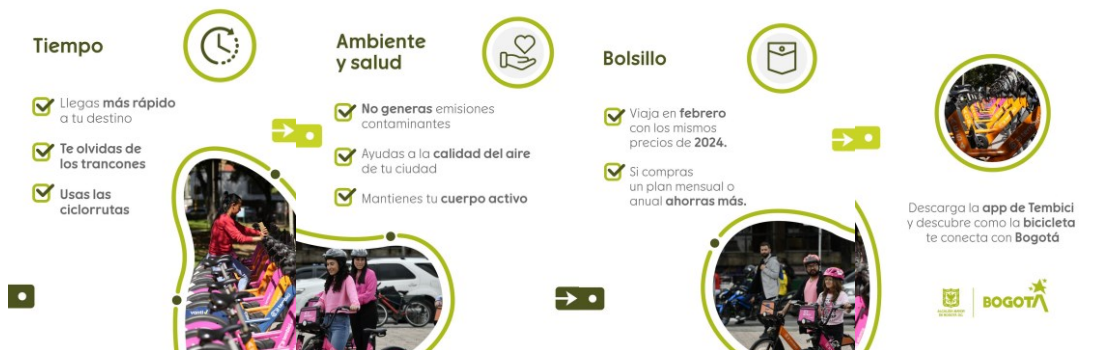 Tiempo
Llegas más rápido
a tu destino
Te olvidas de
los trancones
Usas las
ciclorrutas
Ambiente
y salud
No generas emisiones
contaminantes
Ayudas a la calidad del aire
de tu ciudad
Mantienes tu cuerpo activo
Bolsillo
Viaja en febrero
con los mismos
precios de 2024.
Si compras
un plan mensual o
anual ahorras más.
Descarga la app de Tembici
y descubre como la bicicleta
te conecta con Bogotá
BOGOTÁ